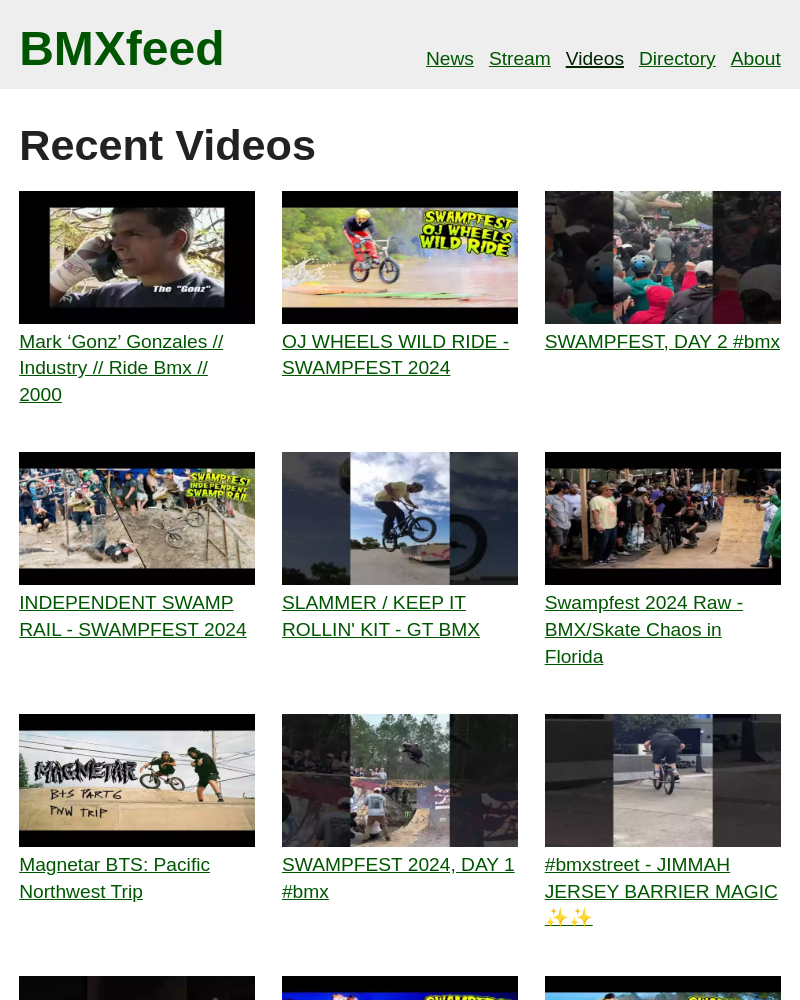 BMXfeed
News Stream Videos Directory About
Recent Videos
The "Gonz"
Mark ‘Gonz’ Gonzales //
Industry // Ride Bmx //
2000
SWAMPFEST
OJ WHEELS
WILD RIDE
OJ WHEELS WILD RIDE -
SWAMPFEST 2024
SWAMPFEST, DAY 2 #bmx
SWAMPFEST
INDEPENDENT
SWAMP RAIL
INDEPENDENT SWAMP
RAIL - SWAMPFEST 2024
SLAMMER / KEEP IT
ROLLIN' KIT - GT BMX
Swampfest 2024 Raw -
BMX/Skate Chaos in
Florida
MAGNETAR
BTS PART 6
PNW TRIP
Magnetar BTS: Pacific
Northwest Trip
SWAMPFEST 2024, DAY 1
#bmx
#bmxstreet - JIMMAH
JERSEY BARRIER MAGIC
✨✨